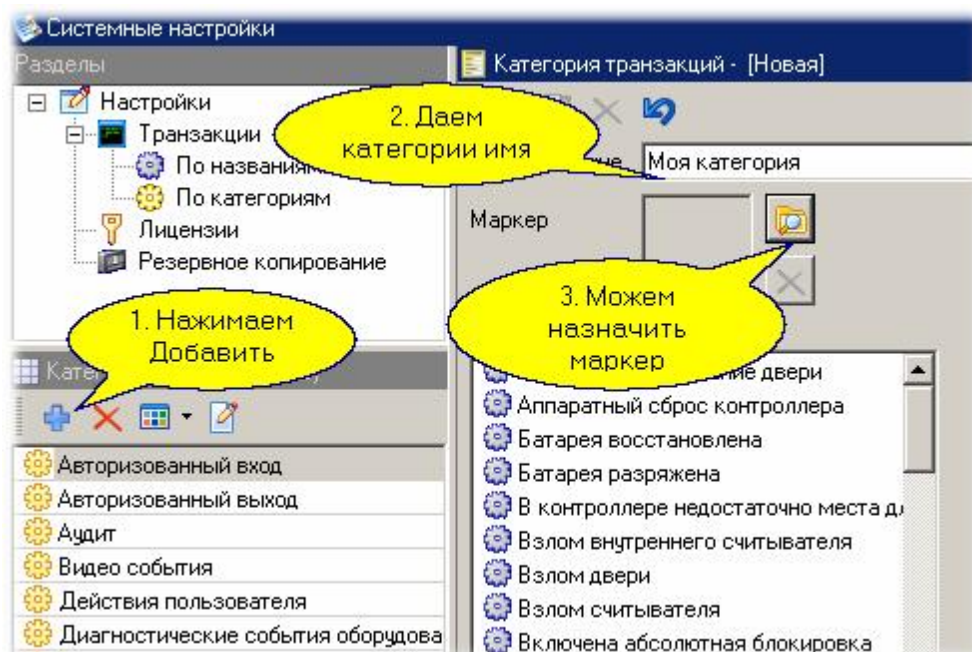 Системные настройки
Разделы
Настройки
Транзакции
По названиям
По категориям
Лицензии
Резервное копирование
1. Нажимаем
Добавить
Авторизованный вход
Авторизованный выход
Аудит
Видео события
Действия пользователя
Диагностические события оборудова
Категория транзакций - [Новая]
2. Даем
категории имя
Моя категория
Маркер
3. Можем
назначить
маркер
двери
Аппаратный сброс контроллера
Батарея восстановлена
Батарея разряжена
В контроллере недостаточно места д
Взлом внутреннего считывателя
Взлом двери
Взлом считывателя
Включена абсолютная блокировка